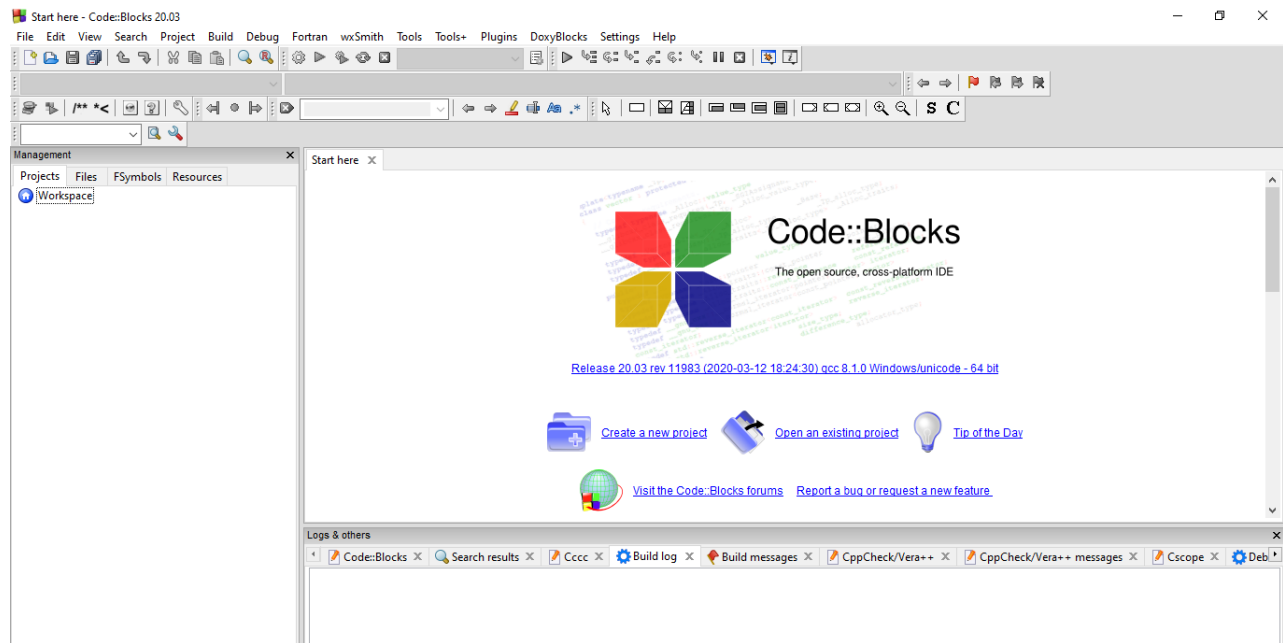 Start here - Code::Blocks 20.03
File Edit View Search Project Build Debug Fortran wxSmith Tools Tools+ Plugins DoxyBlocks Settings Help
/** *<
S C
Management
Projects Files FSymbols Resources
Workspace
Start here
Code::Blocks
The open source, cross-platform IDE
Release 20.03 rev 11983 (2020-03-12 18:24:30) gcc 8.1.0 Windows/unicode - 64 bit
Create a new project Open an existing project Tip of the Day
Visit the Code::Blocks forums Report a bug or request a new feature
Logs & others
Code::Blocks Search results Cccc Build log Build messages CppCheck/Vera++ CppCheck/Vera++ messages Cscope Deb